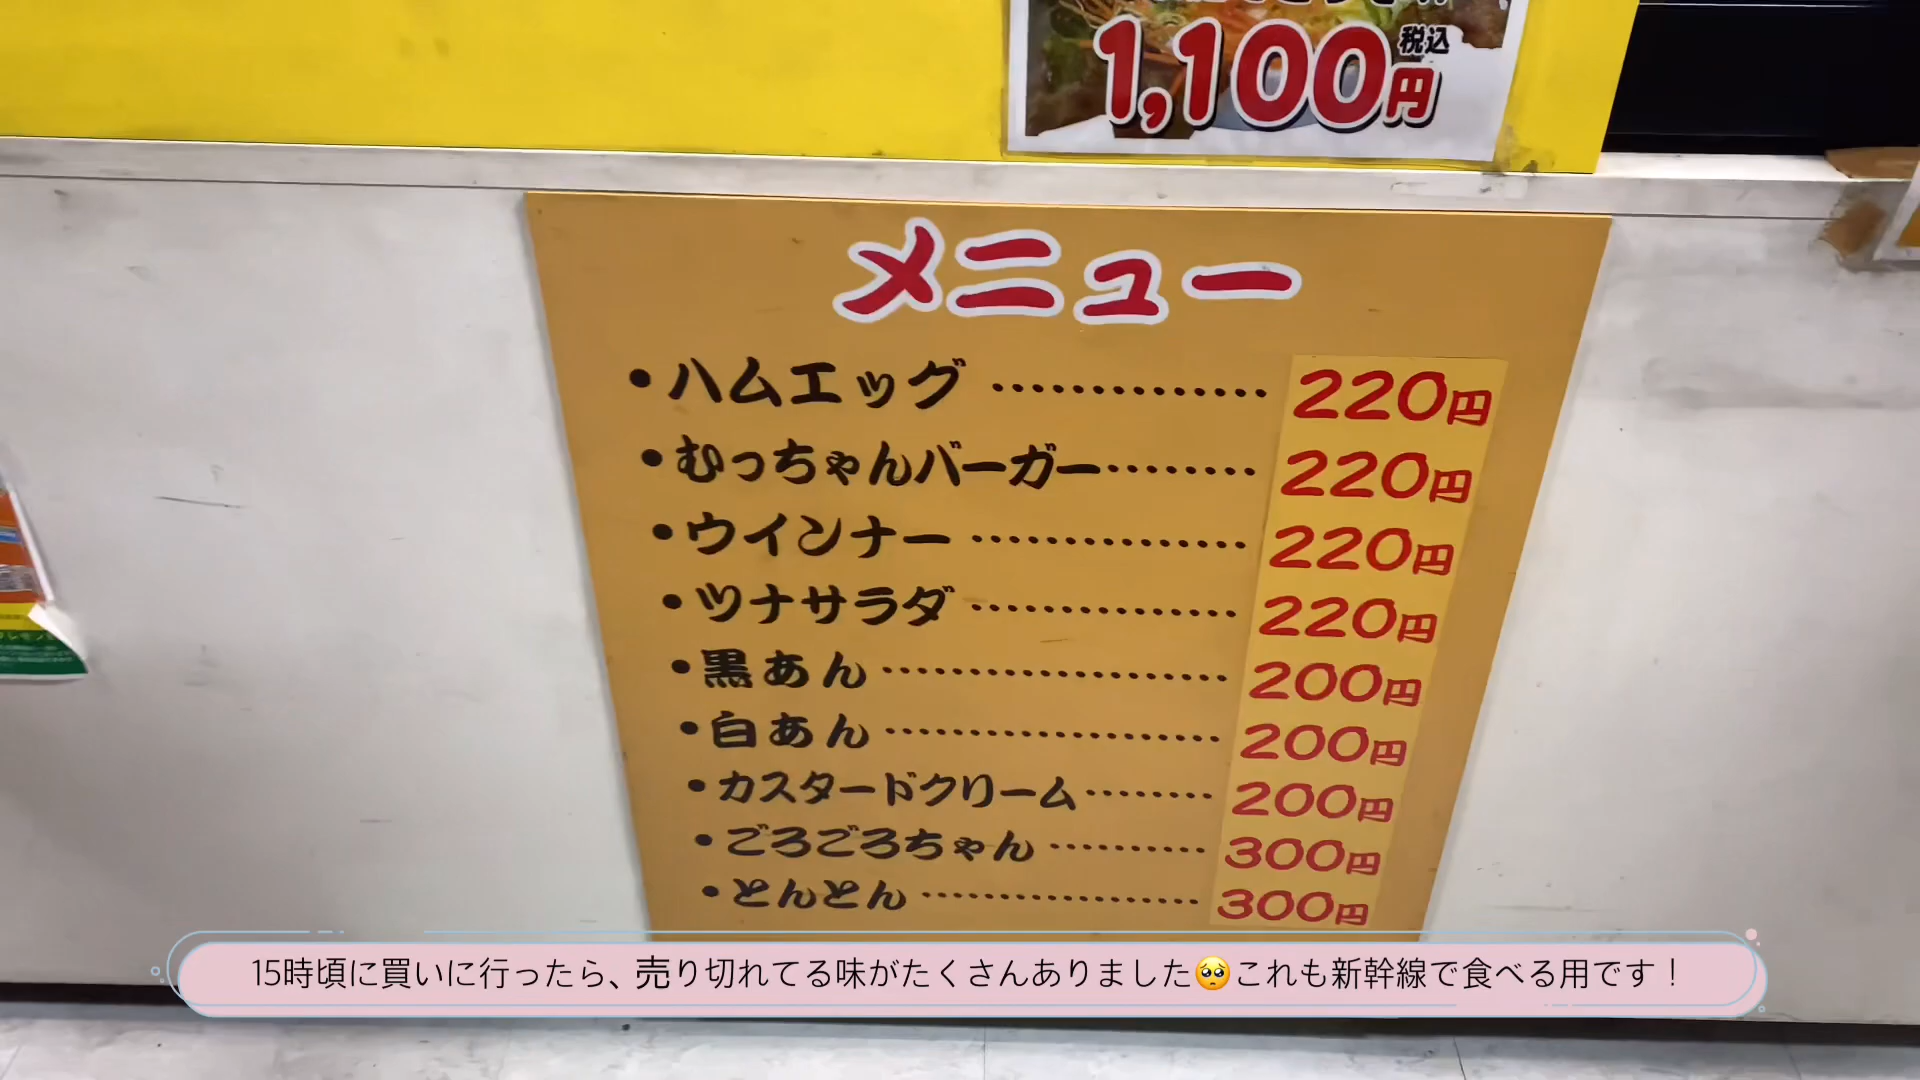 税込
1,100円
メニュー
・ハムエッグ…………… 220円
・むっちゃんバーガー……… 220円
・ウインナー…………… 220円
・ツナサラダ…………… 220円
・黒あん…………… 200円
・白あん…………… 200円
・カスタードクリーム……… 200円
・ごろごろちゃん……… 300円
・とんとん…………… 300円
15時頃に買いに行ったら、売り切れてる味がたくさんありました🥺これも新幹線で食べる用です！